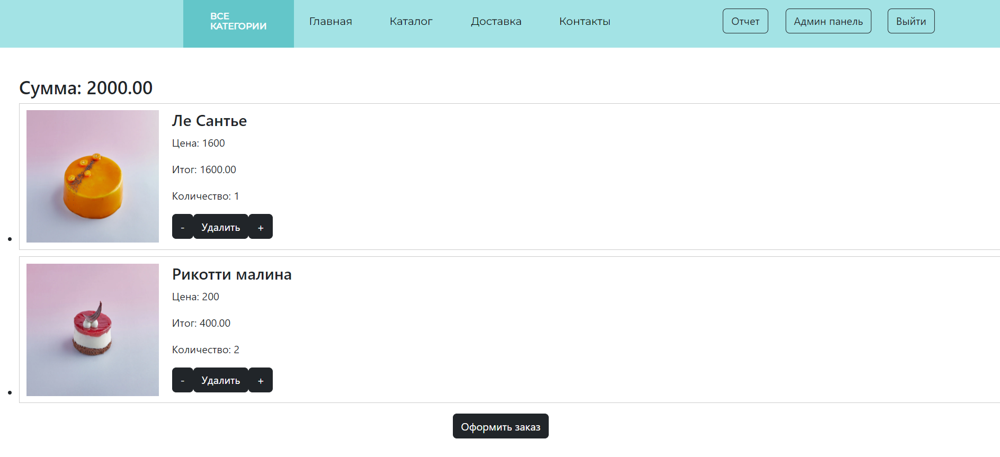 ВСЕ
КАТЕГОРИИ
Главная
Каталог
Доставка
Контакты
Отчет
Админ панель
Выйти
Сумма: 2000.00
Ле Сантье
Цена: 1600
Итог: 1600.00
Количество: 1
- Удалить +
Рикотти малина
Цена: 200
Итог: 400.00
Количество: 2
- Удалить +
Оформить заказ